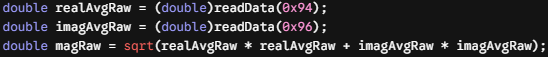 double realAvgRaw = (double)readData(0x94);
double imagAvgRaw = (double)readData(0x96);
double magRaw = sqrt(realAvgRaw * realAvgRaw + imagAvgRaw * imagAvgRaw);